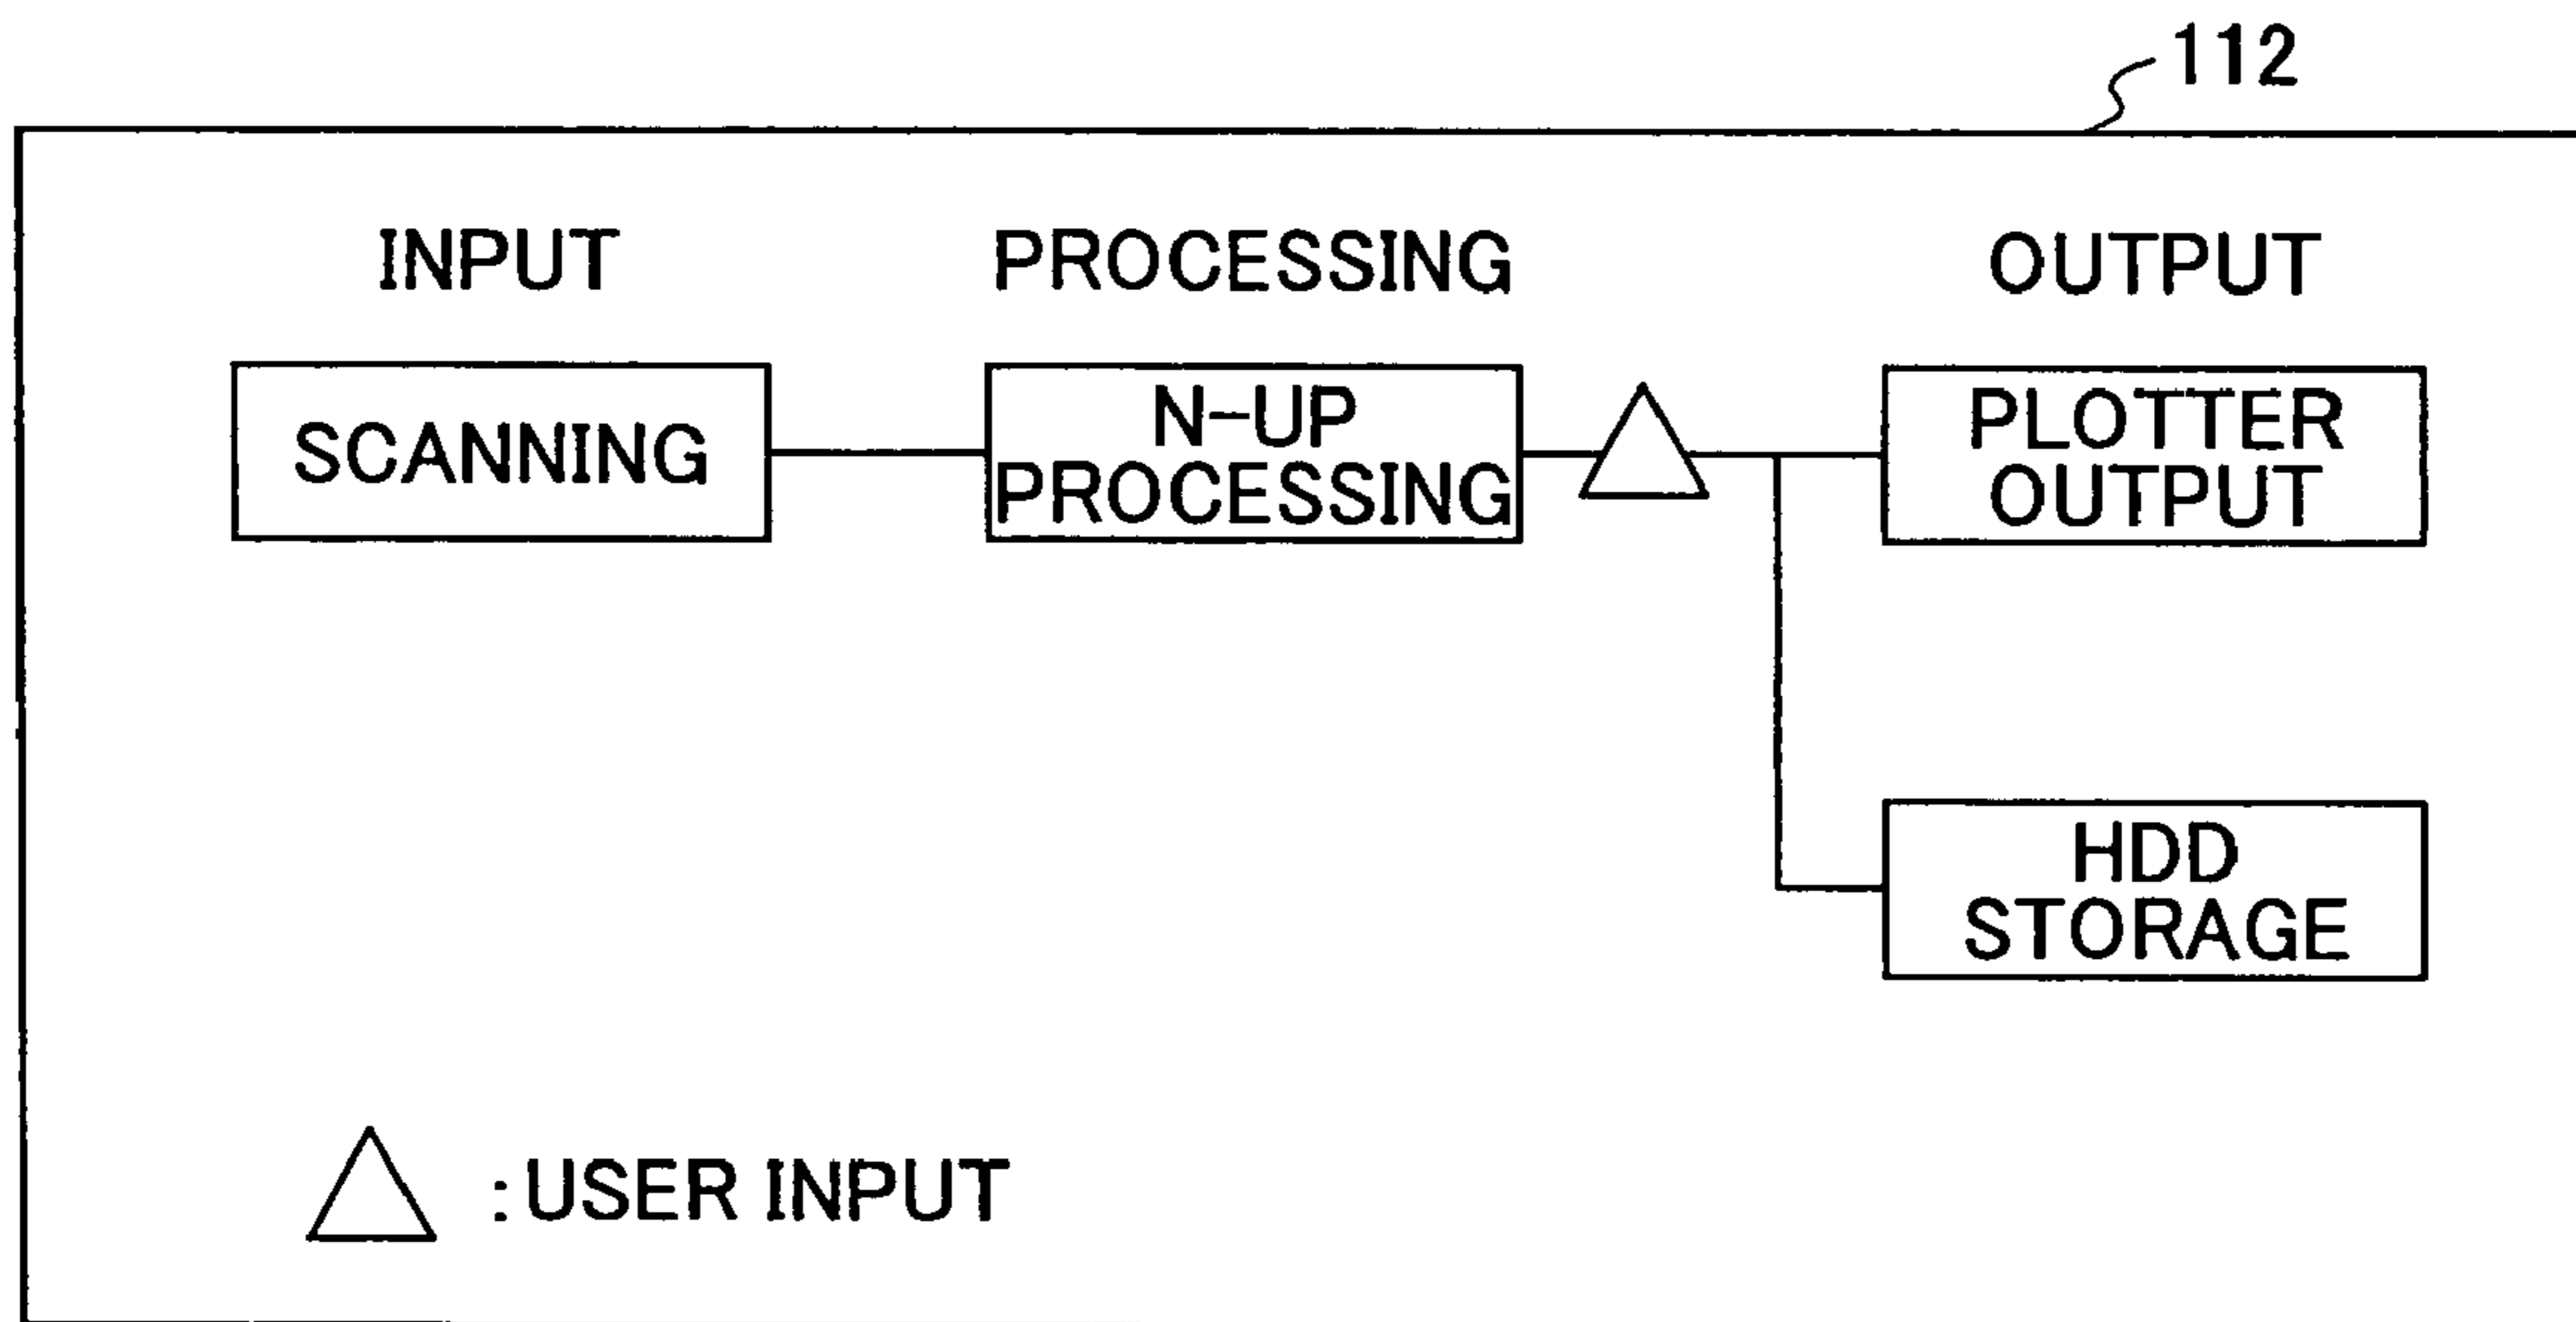 112
INPUT PROCESSING OUTPUT
SCANNING
N-UP
PROCESSING
PLOTTER
OUTPUT
HDD
STORAGE
: USER INPUT